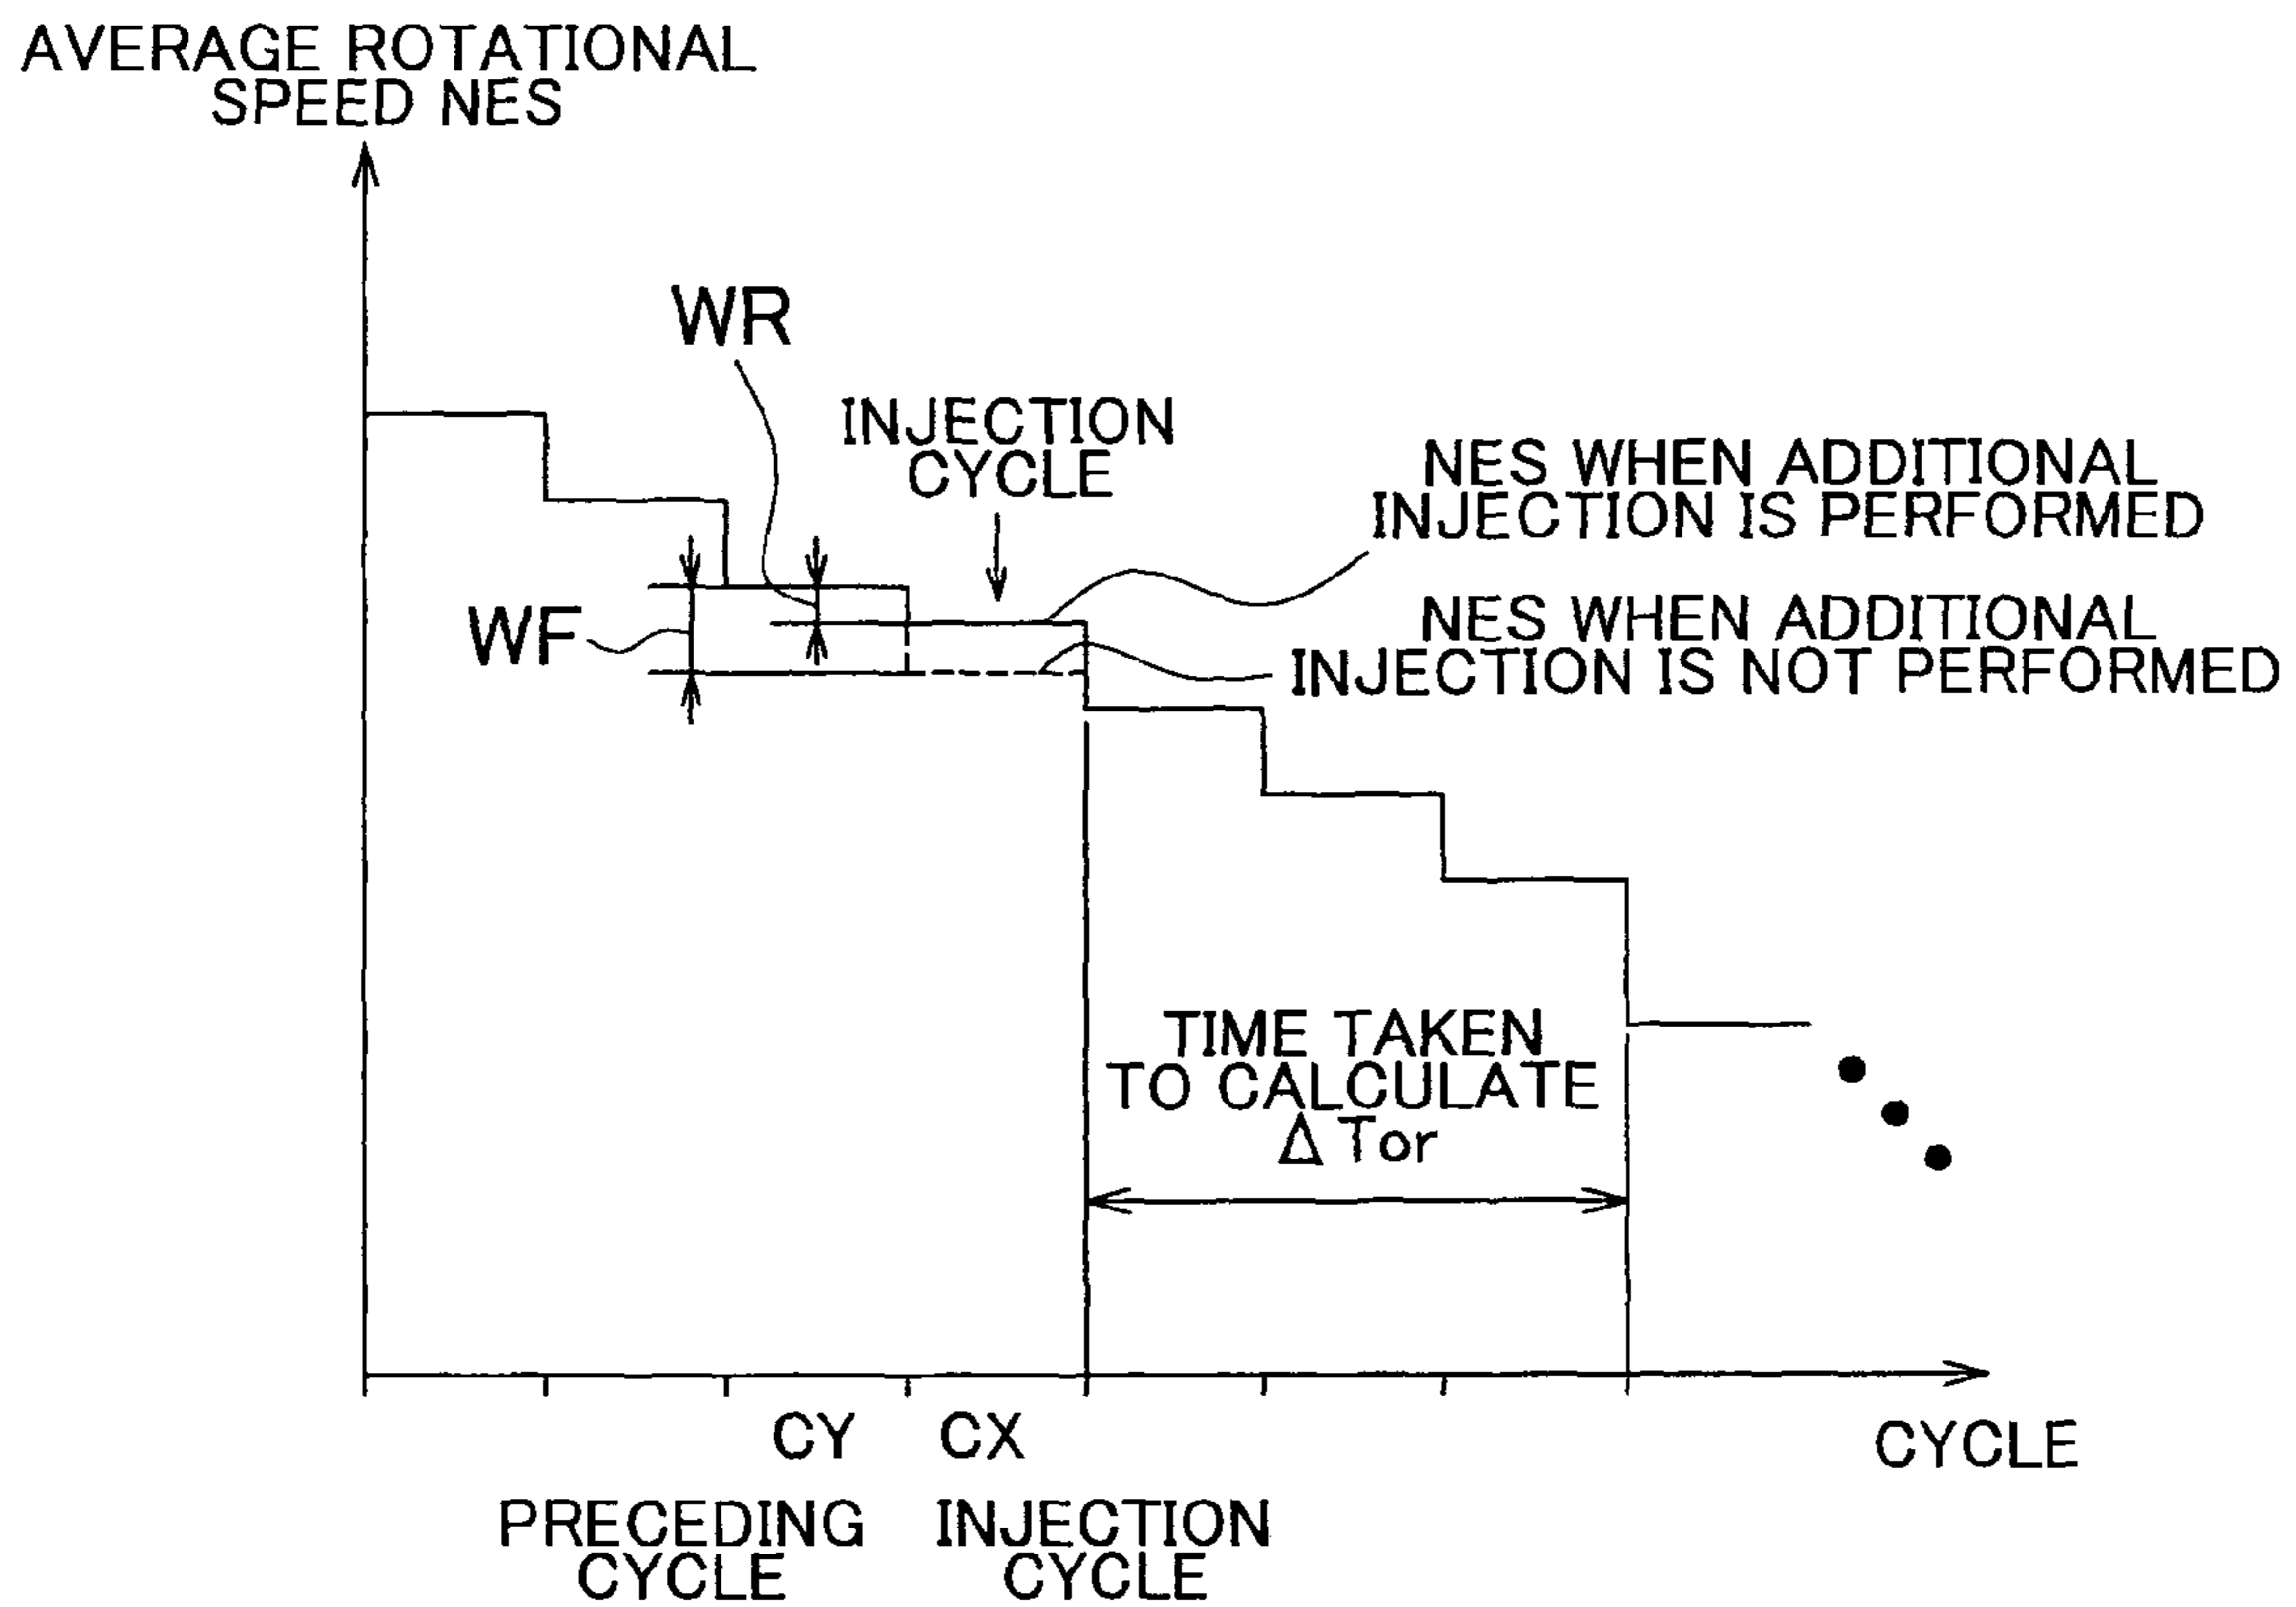 AVERAGE ROTATIONAL
SPEED NES
WR
INJECTION
CYCLE
NES WHEN ADDITIONAL
INJECTION IS PERFORMED
WF
NES WHEN ADDITIONAL
INJECTION IS NOT PERFORMED
TIME TAKEN
TO CALCULATE
Δ Tor
CY
CX
CYCLE
PRECEDING
CYCLE
INJECTION
CYCLE